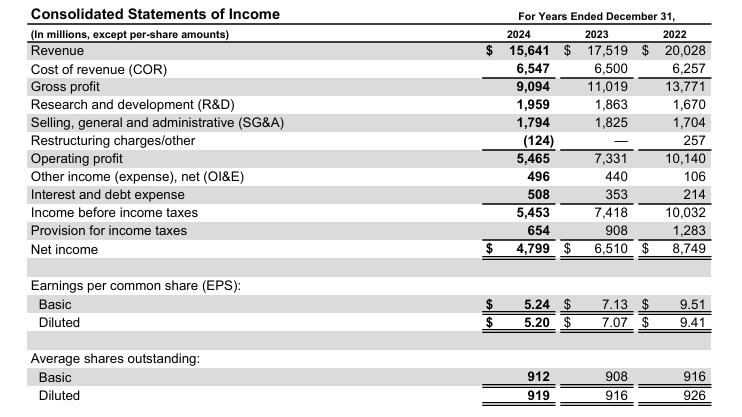 Consolidated Statements of Income For Years Ended December 31,
(In millions, except per-share amounts) 2024 2023 2022
Revenue $ 15,641 $ 17,519 $ 20,028
Cost of revenue (COR) 6,547 6,500 6,257
Gross profit 9,094 11,019 13,771
Research and development (R&D) 1,959 1,863 1,670
Selling, general and administrative (SG&A) 1,794 1,825 1,704
Restructuring charges/other (124) — 257
Operating profit 5,465 7,331 10,140
Other income (expense), net (OI&E) 496 440 106
Interest and debt expense 508 353 214
Income before income taxes 5,453 7,418 10,032
Provision for income taxes 654 908 1,283
Net income $ 4,799 $ 6,510 $ 8,749
Earnings per common share (EPS):
Basic $ 5.24 $ 7.13 $ 9.51
Diluted $ 5.20 $ 7.07 $ 9.41
Average shares outstanding:
Basic 912 908 916
Diluted 919 916 926